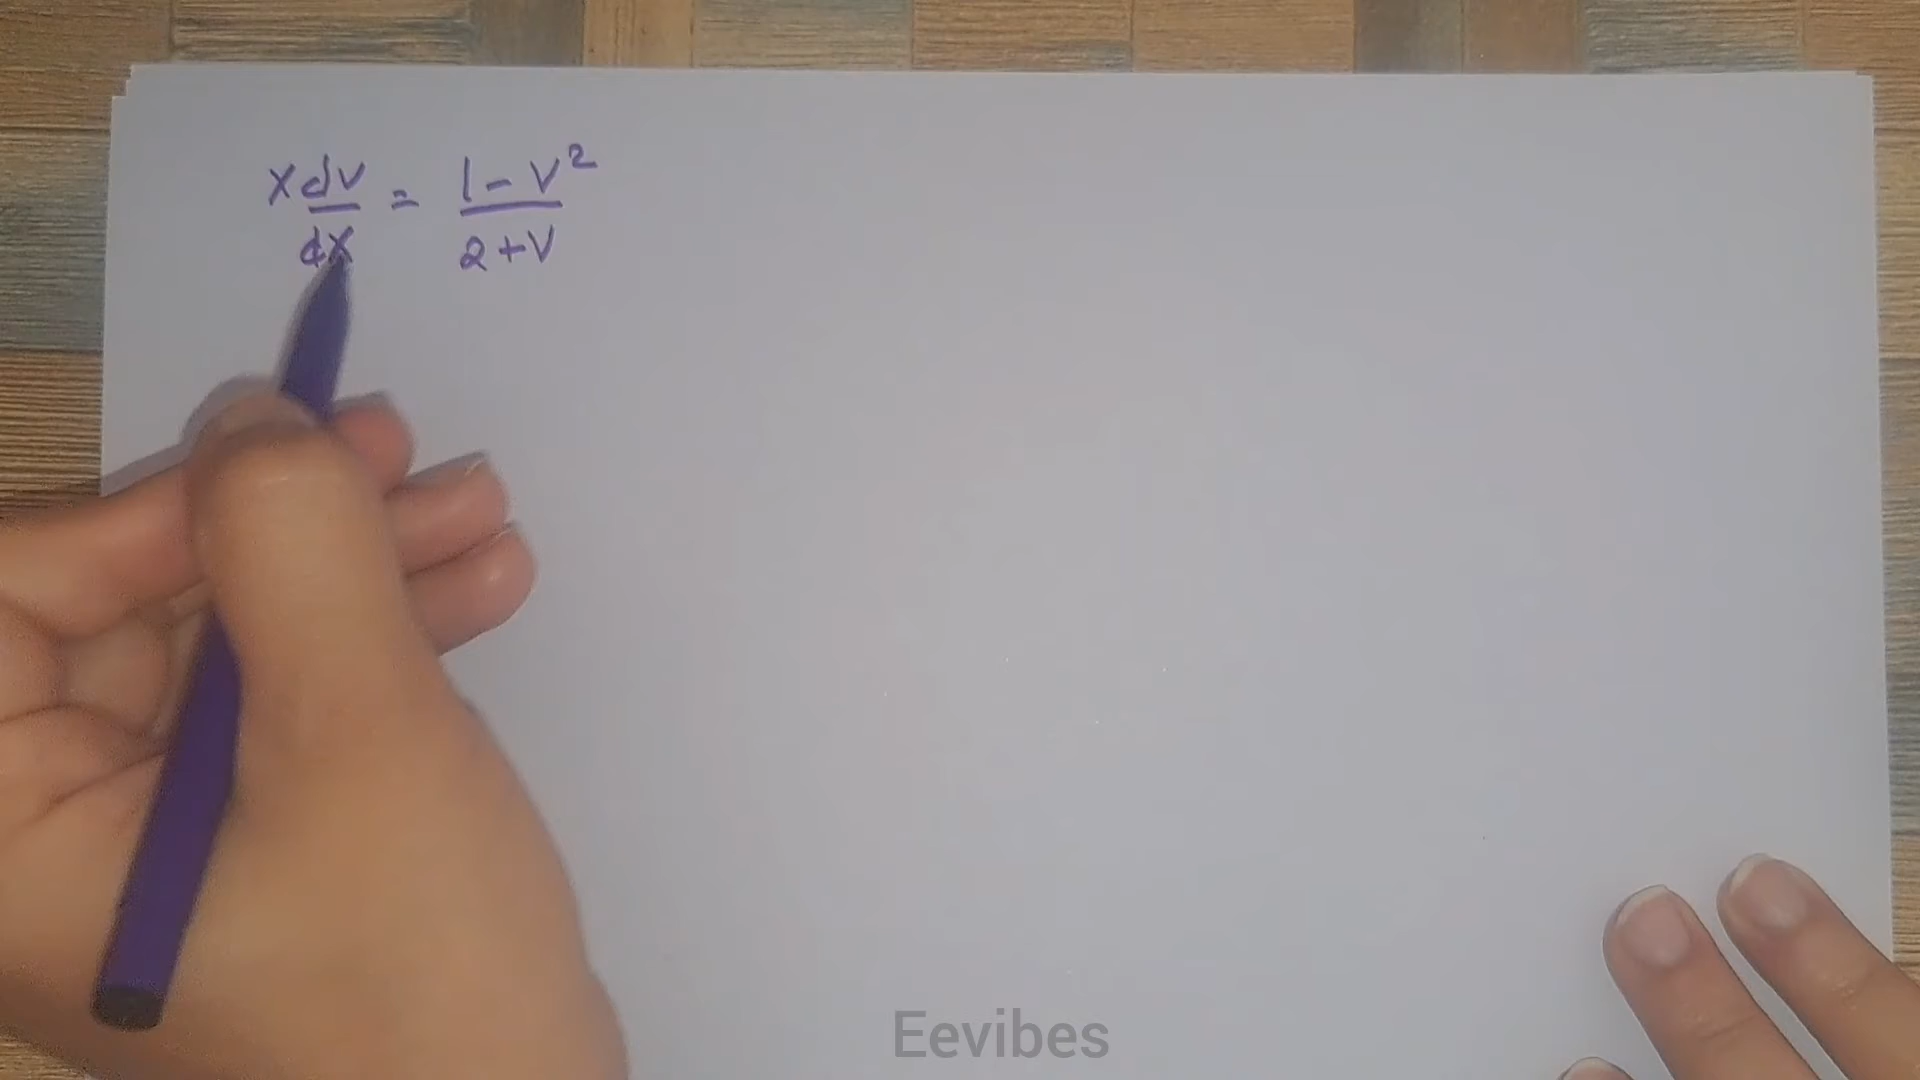 x dv/dx = 1-v²/2+v
Eevibes